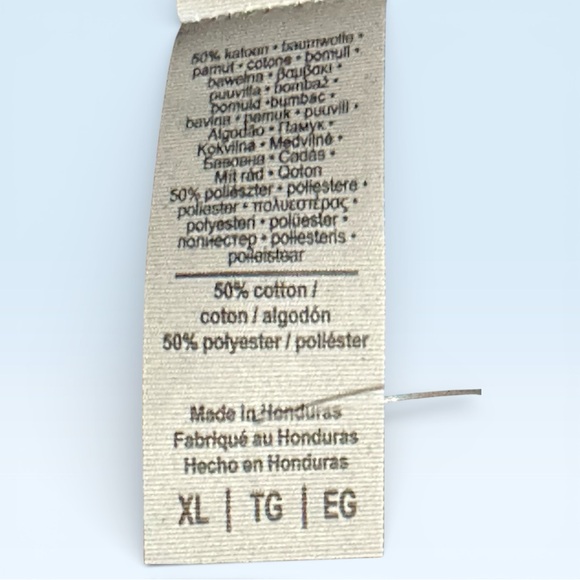 50% katoen • baumwolle •
pamut • cotone • bomull •
bawełna • βαμβάκι •
puuvilla • bombaž •
bomuld •bumbac •
bavlna • pamuk • puuvill •
Algodão • Памук •
Kokvilna • Medvilnė •
Бавовна • Cadás •
Mit rád • Qoton
50% poliészter • poliestere •
poliester • πολυεστέρας •
polyesteri • polüester •
полиестер • poliesteris •
poileistear
50% cotton /
coton / algodón
50% polyester / poliéster
Made in Honduras
Fabriqué au Honduras
Hecho en Honduras
XL | TG | EG